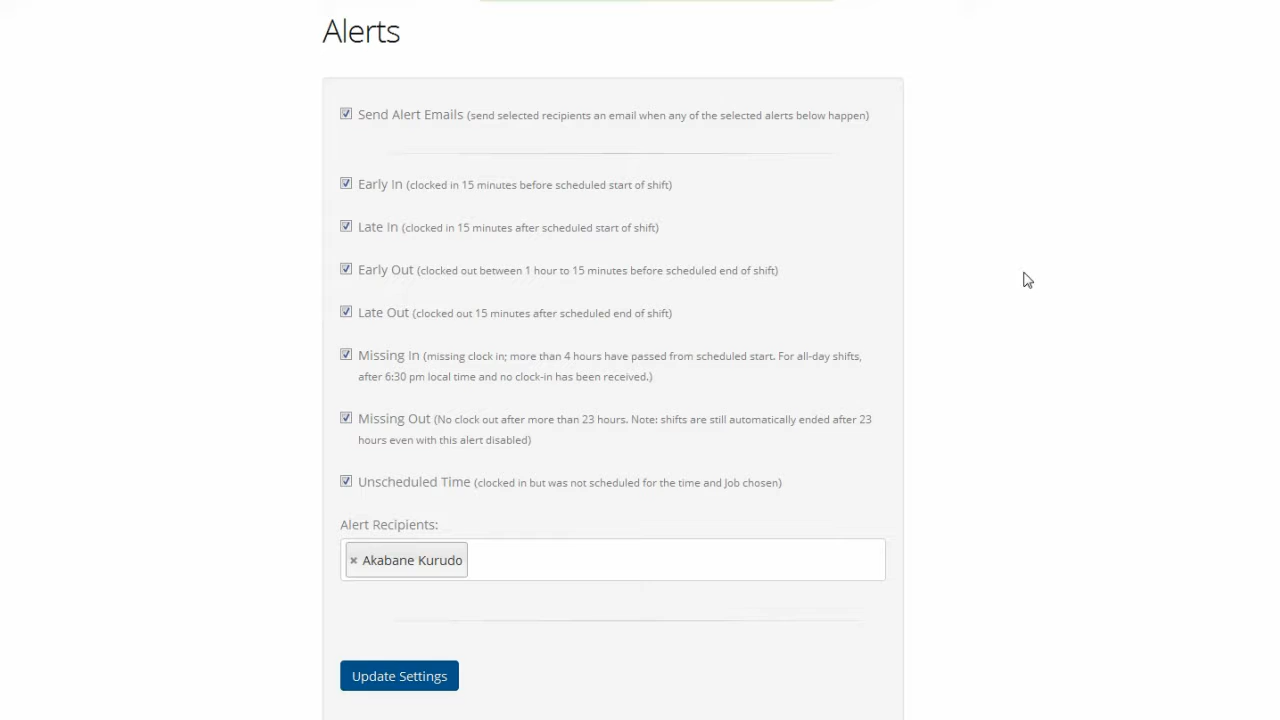 Alerts
Send Alert Emails (send selected recipients an email when any of the selected alerts below happen)
Early In (clocked in 15 minutes before scheduled start of shift)
Late In (clocked in 15 minutes after scheduled start of shift)
Early Out (clocked out between 1 hour to 15 minutes before scheduled end of shift)
Late Out (clocked out 15 minutes after scheduled end of shift)
Missing In (missing clock in; more than 4 hours have passed from scheduled start. For all-day shifts,
after 6:30 pm local time and no clock-in has been received.)
Missing Out (No clock out after more than 23 hours. Note: shifts are still automatically ended after 23
hours even with this alert disabled)
Unscheduled Time (clocked in but was not scheduled for the time and Job chosen)
Alert Recipients:
× Akabane Kurudo
Update Settings